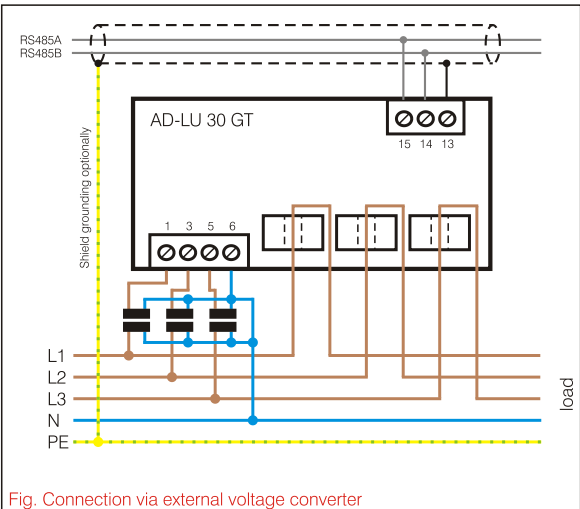 RS485A
RS485B
AD-LU 30 GT
15 14 13
Shield grounding optionally
1 3 5 6
L1
L2
L3
N
PE
load
Fig. Connection via external voltage converter